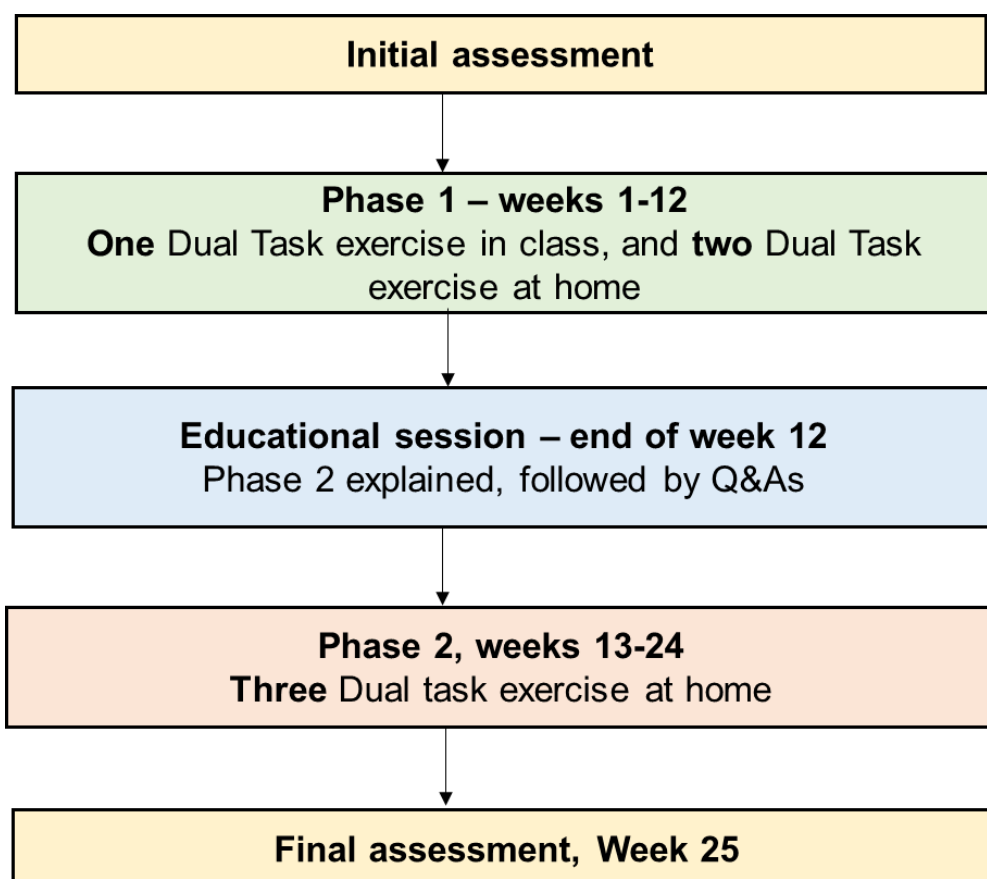 Initial assessment
Phase 1 – weeks 1-12
One Dual Task exercise in class, and two Dual Task
exercise at home
Educational session – end of week 12
Phase 2 explained, followed by Q&As
Phase 2, weeks 13-24
Three Dual task exercise at home
Final assessment, Week 25